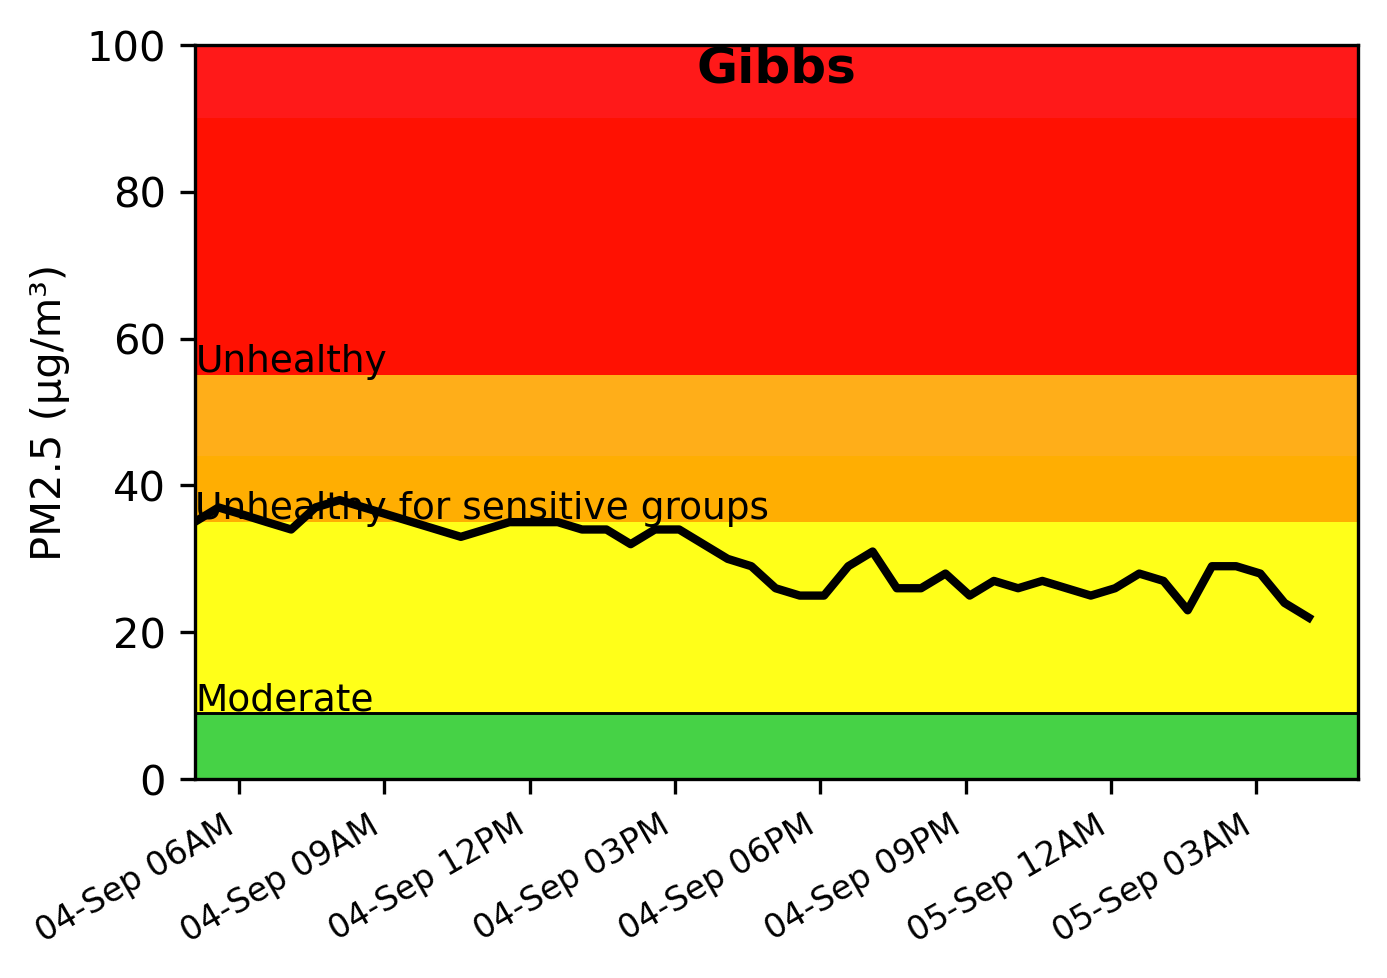 Gibbs
PM2.5 (µg/m³)
100
80
60
40
20
0
Unhealthy
Unhealthy for sensitive groups
Moderate
04-Sep 06AM
04-Sep 09AM
04-Sep 12PM
04-Sep 03PM
04-Sep 06PM
04-Sep 09PM
05-Sep 12AM
05-Sep 03AM